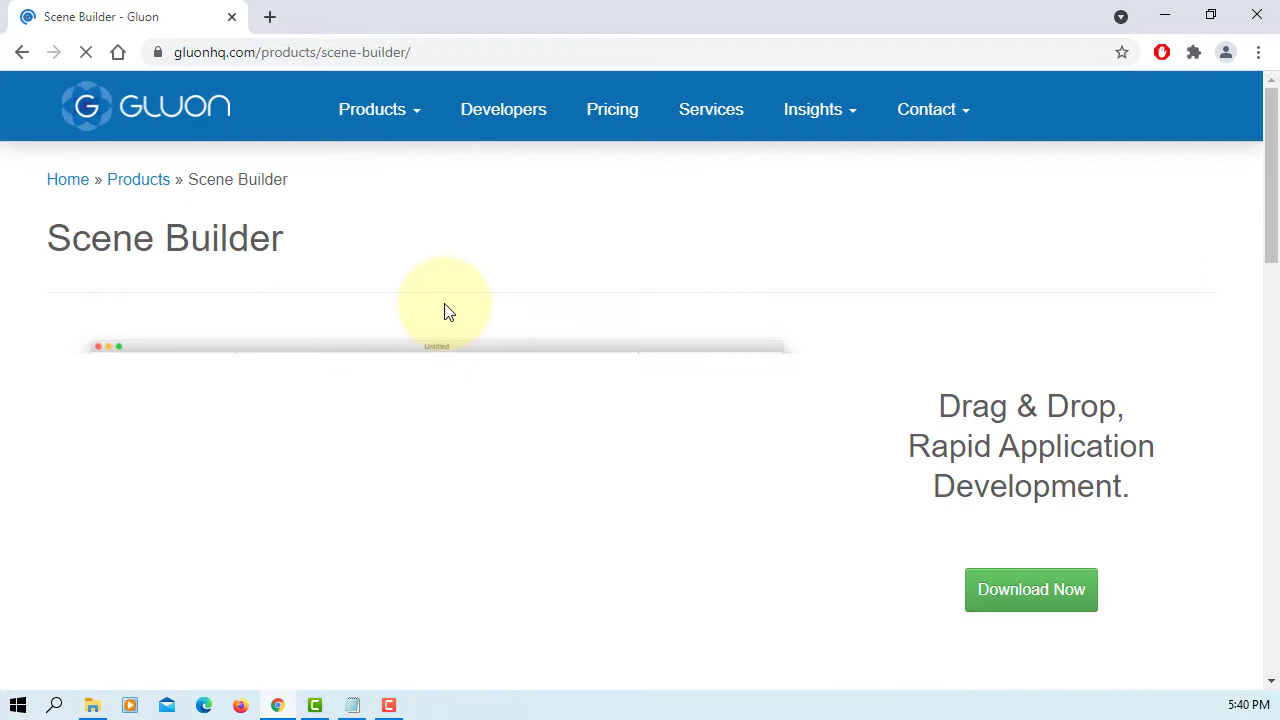 Scene Builder - Gluon
gluonhq.com/products/scene-builder/
G GLUON
Products
Developers
Pricing
Services
Insights
Contact
Home » Products » Scene Builder
Scene Builder
Untitled
Drag & Drop,
Rapid Application
Development.
Download Now
5:40 PM